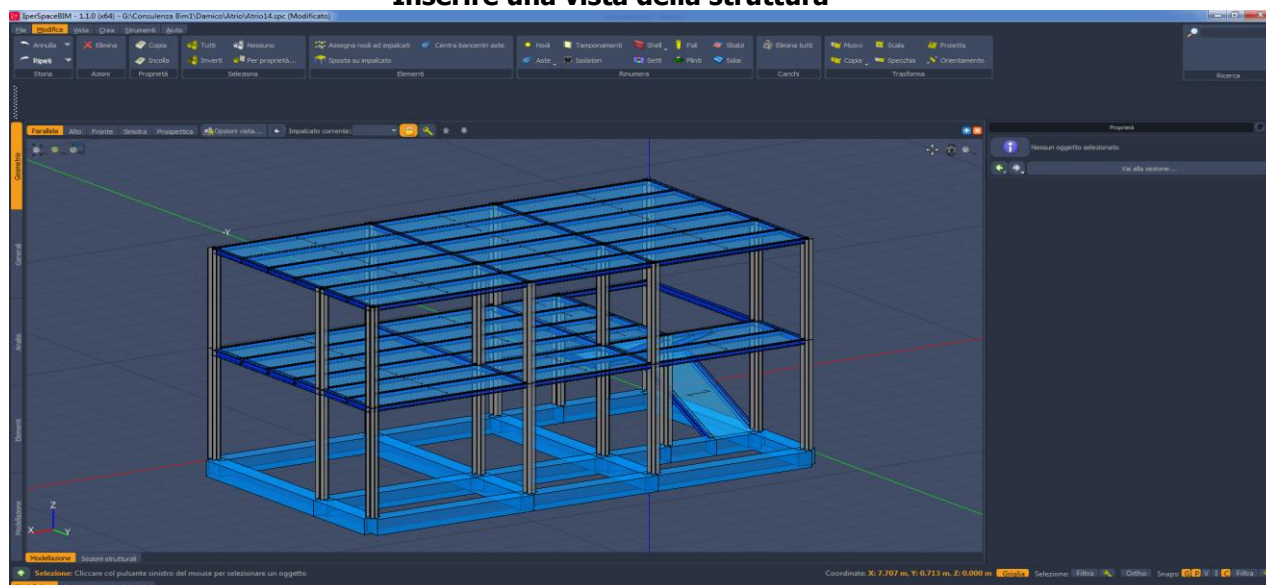 Inserire una vista della struttura
IperSpaceBIM - 1.1.0 (x64) - G:\Consulenza Bim1\Damico\Atrio\Atrio14.spc (Modificato)
File Modifica Vista Crea Strumenti Aiuto
Annulla Elimina Copia Tutti Nessuno Assegna nodi ad impalcati Centra baricentri aste Nodi Tamponamenti Shell Pali Sbalzi Elimina tutti Muovi Scala Proietta
Ripeti Incolla Inverti Per proprietà... Sposta su impalcato Aste Isolatori Setti Plinti Solai Copia Specchia Orientamento
Storia Azioni Proprietà Seleziona Elementi Rinumera Carichi Trasforma Ricerca
Parallela Alto Fronte Sinistra Prospettica Opzioni vista... Impalcato corrente: Proprietà
Nessun oggetto selezionato
Vai alla sezione...
Geometrie
Generali
Analisi
Elementi
Modellazione
-Y
Z
X
Y
Modellazione Sezioni strutturali
Selezione: Cliccare col pulsante sinistro del mouse per selezionare un oggetto Coordinate: X: 7.707 m, Y: 0.713 m, Z: 0.000 m Griglia Selezione: Filtra Ortho Snaps: G P V I C Filtra